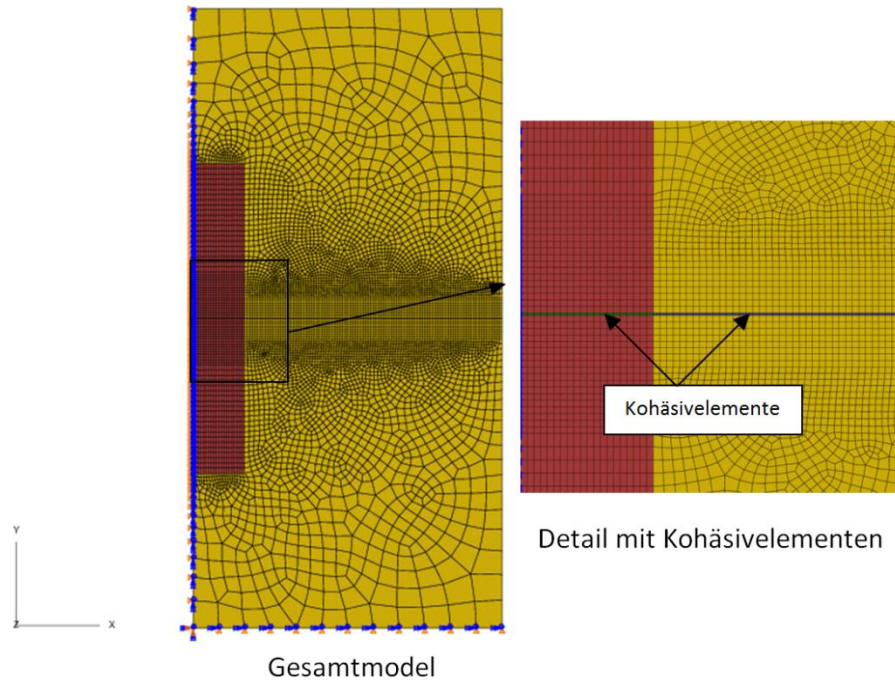 Kohäsivelemente
Detail mit Kohäsivelementen
Y
Z
X
Gesamtmodel